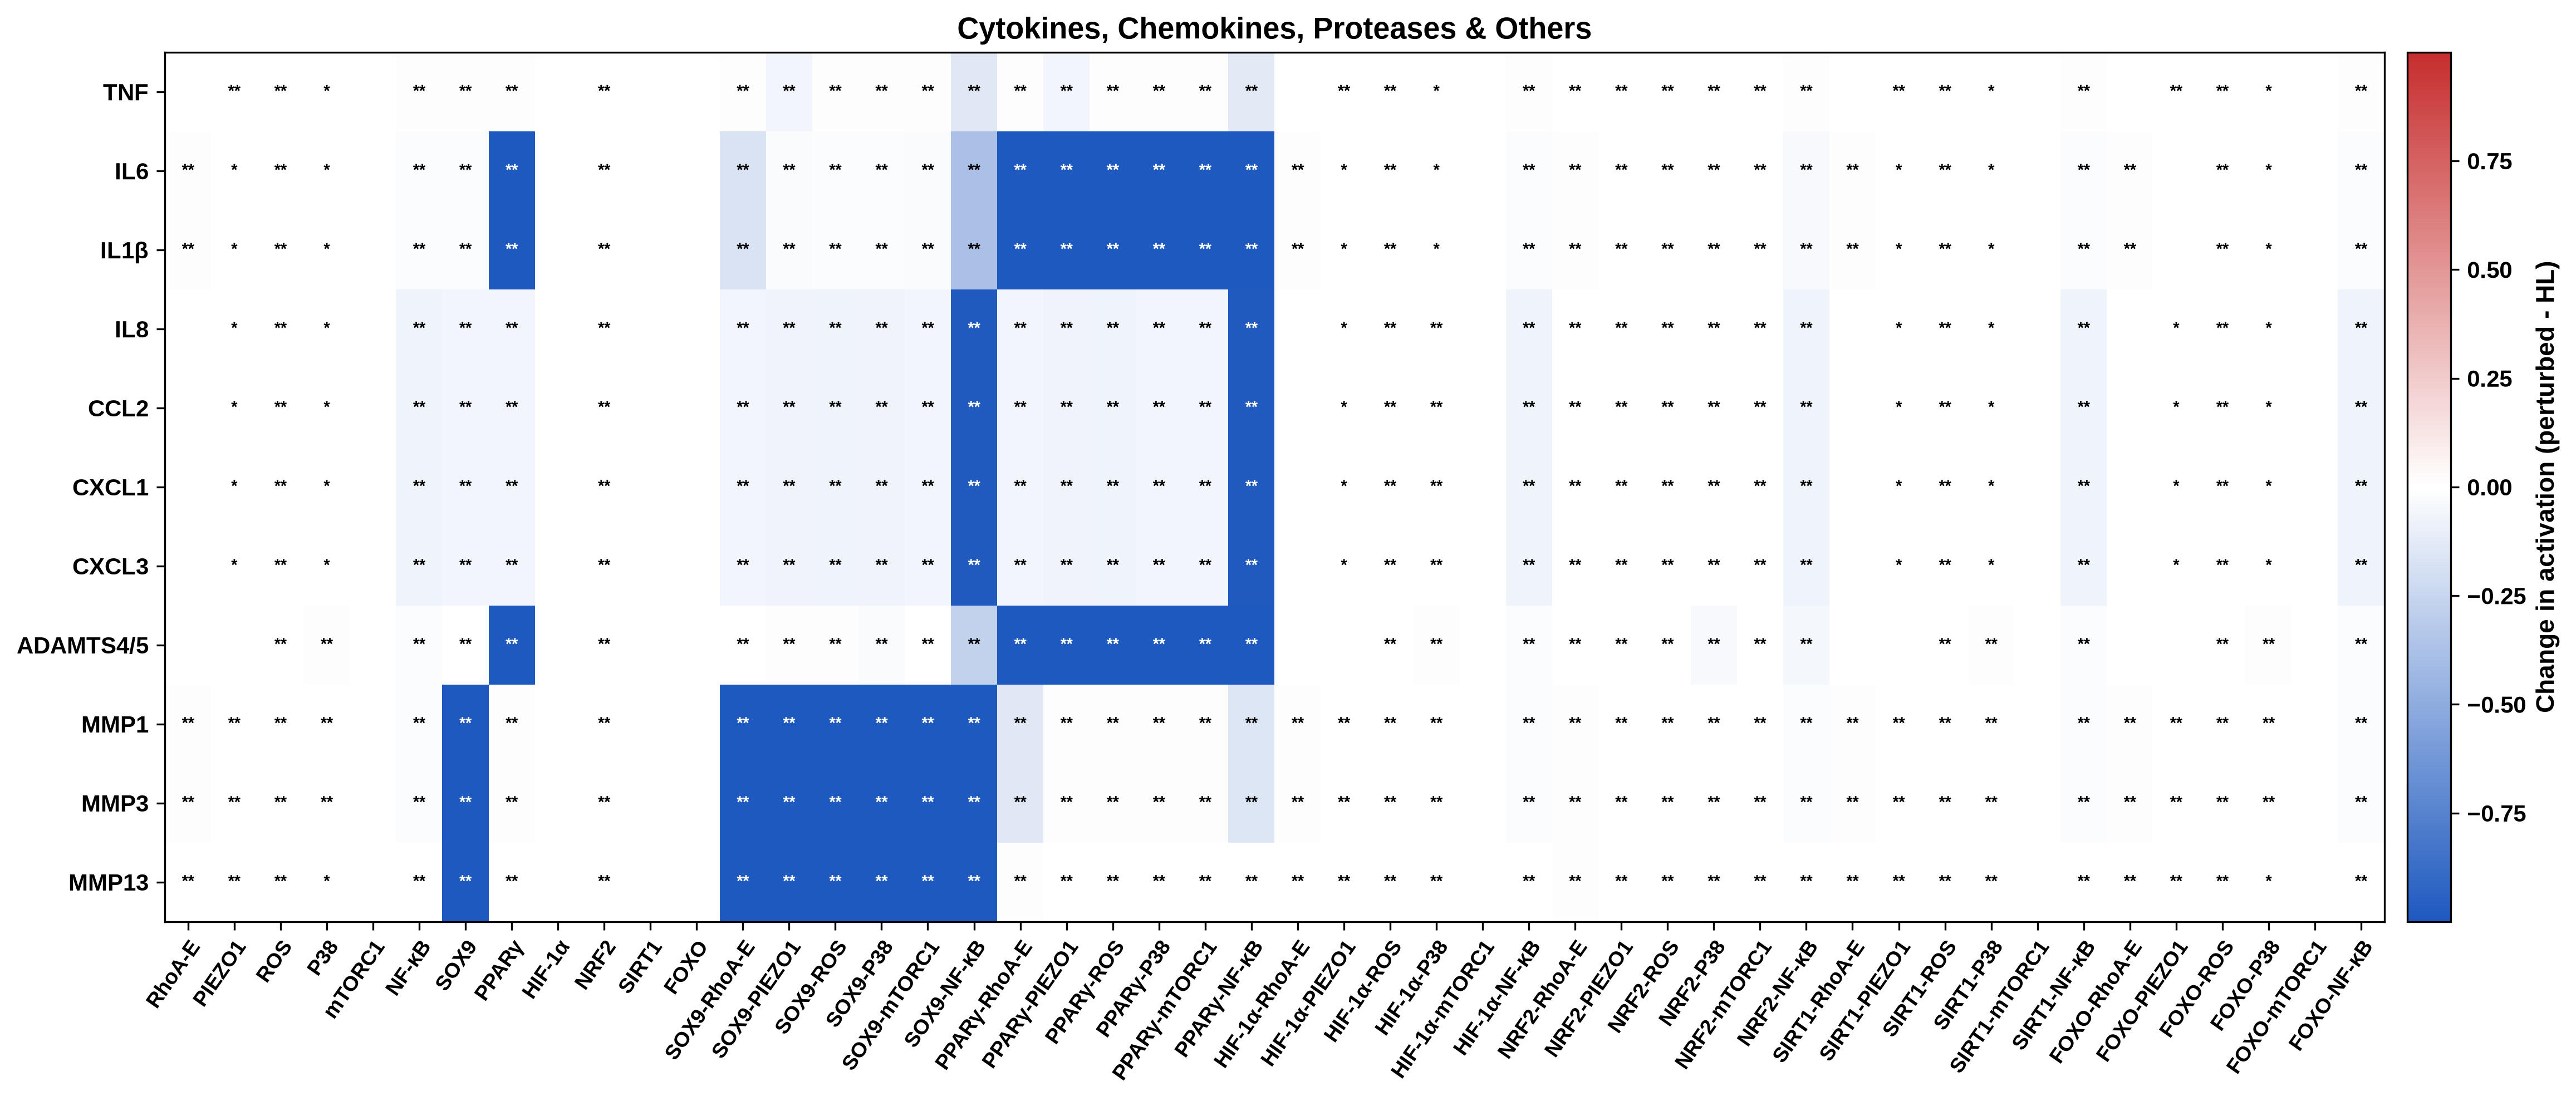 Cytokines, Chemokines, Proteases & Others
TNF ** ** * ** ** ** ** ** ** ** ** ** ** ** ** ** ** ** ** ** ** * ** ** ** ** ** ** ** ** ** * ** ** ** * **
IL6 ** * ** * ** ** ** ** ** ** ** ** ** ** ** ** ** ** ** ** ** * ** * ** ** ** ** ** ** ** ** * ** * ** ** ** * **
IL1β ** * ** * ** ** ** ** ** ** ** ** ** ** ** ** ** ** ** ** ** * ** * ** ** ** ** ** ** ** ** * ** * ** ** ** * **
IL8 * ** * ** ** ** ** ** ** ** ** ** ** ** ** ** ** ** ** * ** ** ** ** ** ** ** ** ** * ** * ** * ** * **
CCL2 * ** * ** ** ** ** ** ** ** ** ** ** ** ** ** ** ** ** * ** ** ** ** ** ** ** ** ** * ** * ** * ** * **
CXCL1 * ** * ** ** ** ** ** ** ** ** ** ** ** ** ** ** ** ** * ** ** ** ** ** ** ** ** ** * ** * ** * ** * **
CXCL3 * ** * ** ** ** ** ** ** ** ** ** ** ** ** ** ** ** ** * ** ** ** ** ** ** ** ** ** * ** * ** * ** * **
ADAMTS4/5 ** ** ** ** ** ** ** ** ** ** ** ** ** ** ** ** ** ** ** ** ** ** ** ** ** ** ** ** ** ** ** ** **
MMP1 ** ** ** ** ** ** ** ** ** ** ** ** ** ** ** ** ** ** ** ** ** ** ** ** ** ** ** ** ** ** ** ** ** ** ** ** ** ** ** ** **
MMP3 ** ** ** ** ** ** ** ** ** ** ** ** ** ** ** ** ** ** ** ** ** ** ** ** ** ** ** ** ** ** ** ** ** ** ** ** ** ** ** ** **
MMP13 ** ** ** * ** ** ** ** ** ** ** ** ** ** ** ** ** ** ** ** ** ** ** ** ** ** ** ** ** ** ** ** ** ** ** ** ** ** ** * **
RhoA-E
PIEZO1
ROS
P38
mTORC1
NF-κB
SOX9
PPARγ
HIF-1α
NRF2
SIRT1
FOXO
SOX9-RhoA-E
SOX9-PIEZO1
SOX9-ROS
SOX9-P38
SOX9-mTORC1
SOX9-NF-κB
PPARγ-RhoA-E
PPARγ-PIEZO1
PPARγ-ROS
PPARγ-P38
PPARγ-mTORC1
PPARγ-NF-κB
HIF-1α-RhoA-E
HIF-1α-PIEZO1
HIF-1α-ROS
HIF-1α-P38
HIF-1α-mTORC1
HIF-1α-NF-κB
NRF2-RhoA-E
NRF2-PIEZO1
NRF2-ROS
NRF2-P38
NRF2-mTORC1
NRF2-NF-κB
SIRT1-RhoA-E
SIRT1-PIEZO1
SIRT1-ROS
SIRT1-P38
SIRT1-mTORC1
SIRT1-NF-κB
FOXO-RhoA-E
FOXO-PIEZO1
FOXO-ROS
FOXO-P38
FOXO-mTORC1
FOXO-NF-κB
0.75
0.50
0.25
0.00
−0.25
−0.50
−0.75
Change in activation (perturbed - HL)